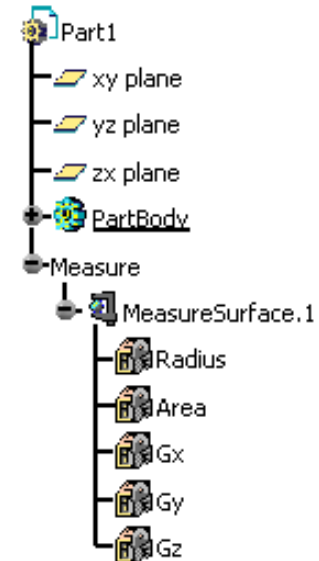 Part1
xy plane
yz plane
zx plane
PartBody
Measure
MeasureSurface.1
Radius
Area
Gx
Gy
Gz